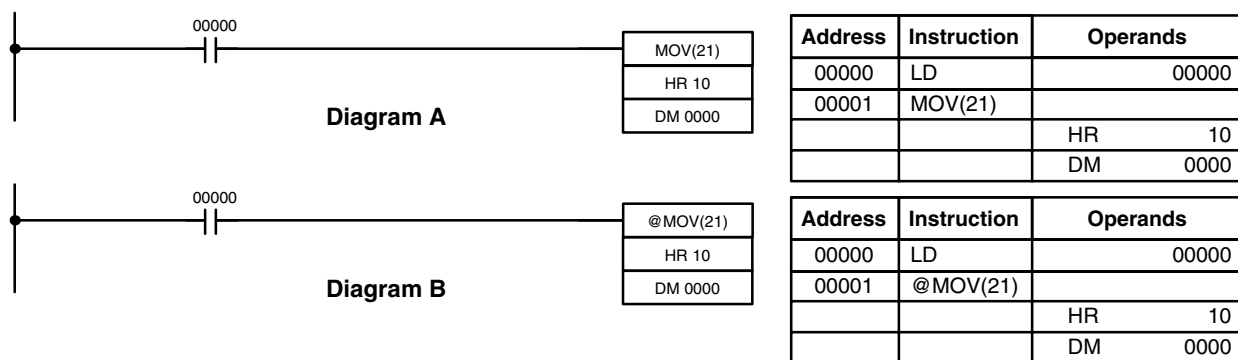 00000
MOV(21)
HR 10
DM 0000
Diagram A
Address Instruction Operands
00000 LD 00000
00001 MOV(21)
HR 10
DM 0000
00000
@MOV(21)
HR 10
DM 0000
Diagram B
Address Instruction Operands
00000 LD 00000
00001 @MOV(21)
HR 10
DM 0000